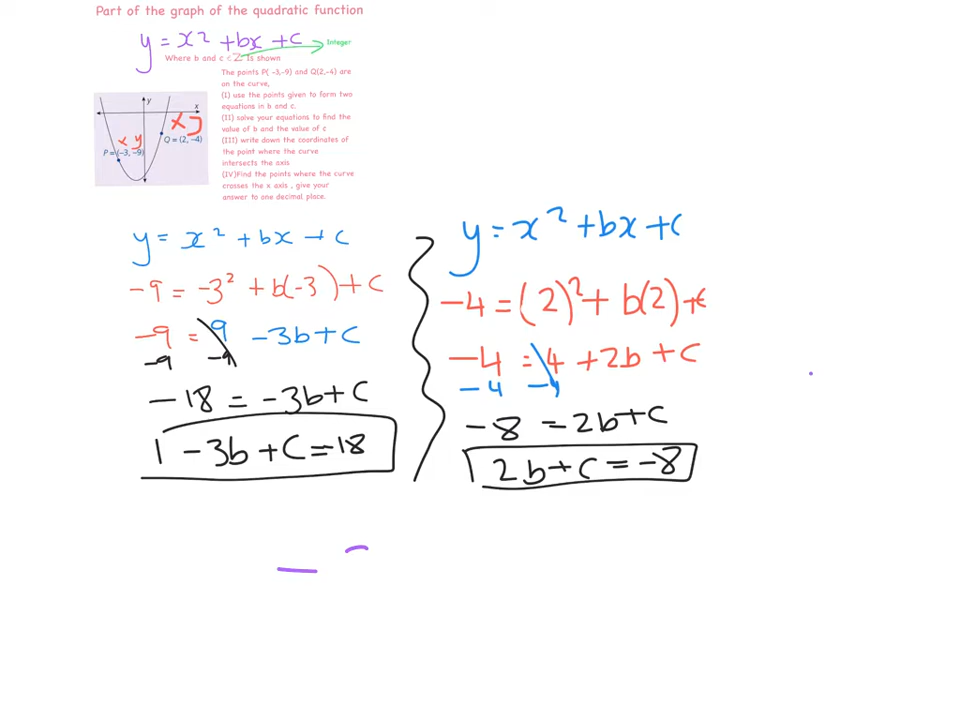 Part of the graph of the quadratic function
y = x² + bx + c
Integer
Where b and c ∈ Z is shown
The points P( -3,-9) and Q(2,-4) are
on the curve,
(I) use the points given to form two
equations in b and c.
(II) solve your equations to find the
value of b and the value of c
(III) write down the coordinates of
the point where the curve
intersects the axis
(IV)Find the points where the curve
crosses the x axis , give your
answer to one decimal place.
y
x
x y
Q = (2, -4)
x y
P = (-3, -9)
y = x² + bx + c
-9 = -3² + b(-3) + c
-9 = 9 -3b + c
-9 -9
-18 = -3b + c
1 -3b + c = 18
y = x² + bx + c
-4 = (2)² + b(2) + c
-4 = 4 + 2b + c
-4 -4
-8 = 2b + c
2b + c = -8